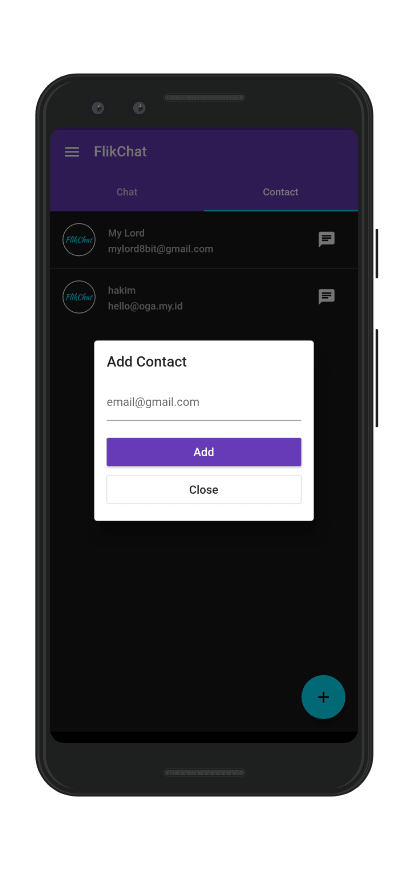 FlikChat
Chat
Contact
FlikChat
My Lord
mylord8bit@gmail.com
FlikChat
hakim
hello@oga.my.id
Add Contact
email@gmail.com
Add
Close
+